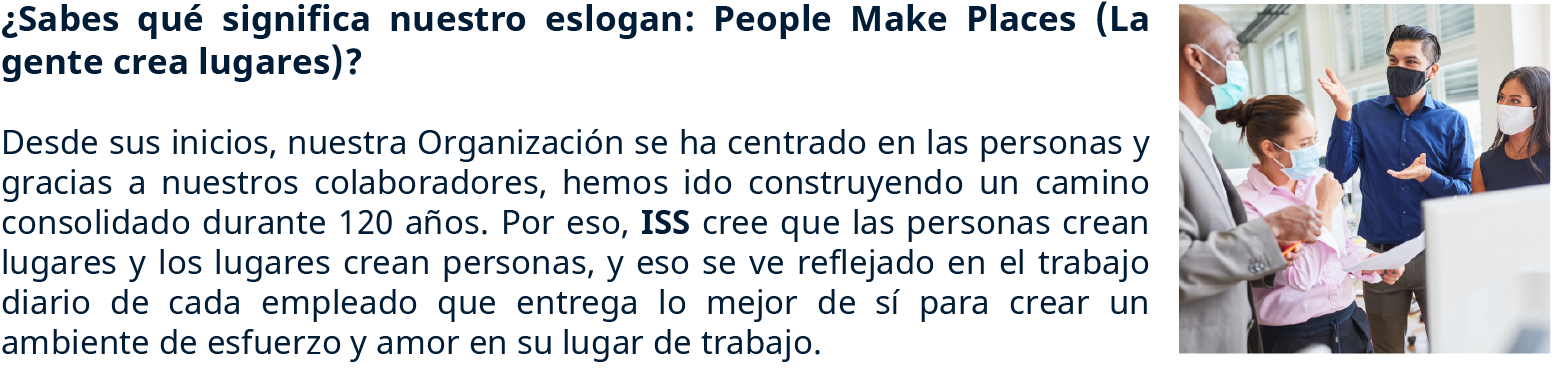 ¿Sabes qué significa nuestro eslogan: People Make Places (La
gente crea lugares)?
Desde sus inicios, nuestra Organización se ha centrado en las personas y
gracias a nuestros colaboradores, hemos ido construyendo un camino
consolidado durante 120 años. Por eso, ISS cree que las personas crean
lugares y los lugares crean personas, y eso se ve reflejado en el trabajo
diario de cada empleado que entrega lo mejor de sí para crear un
ambiente de esfuerzo y amor en su lugar de trabajo.